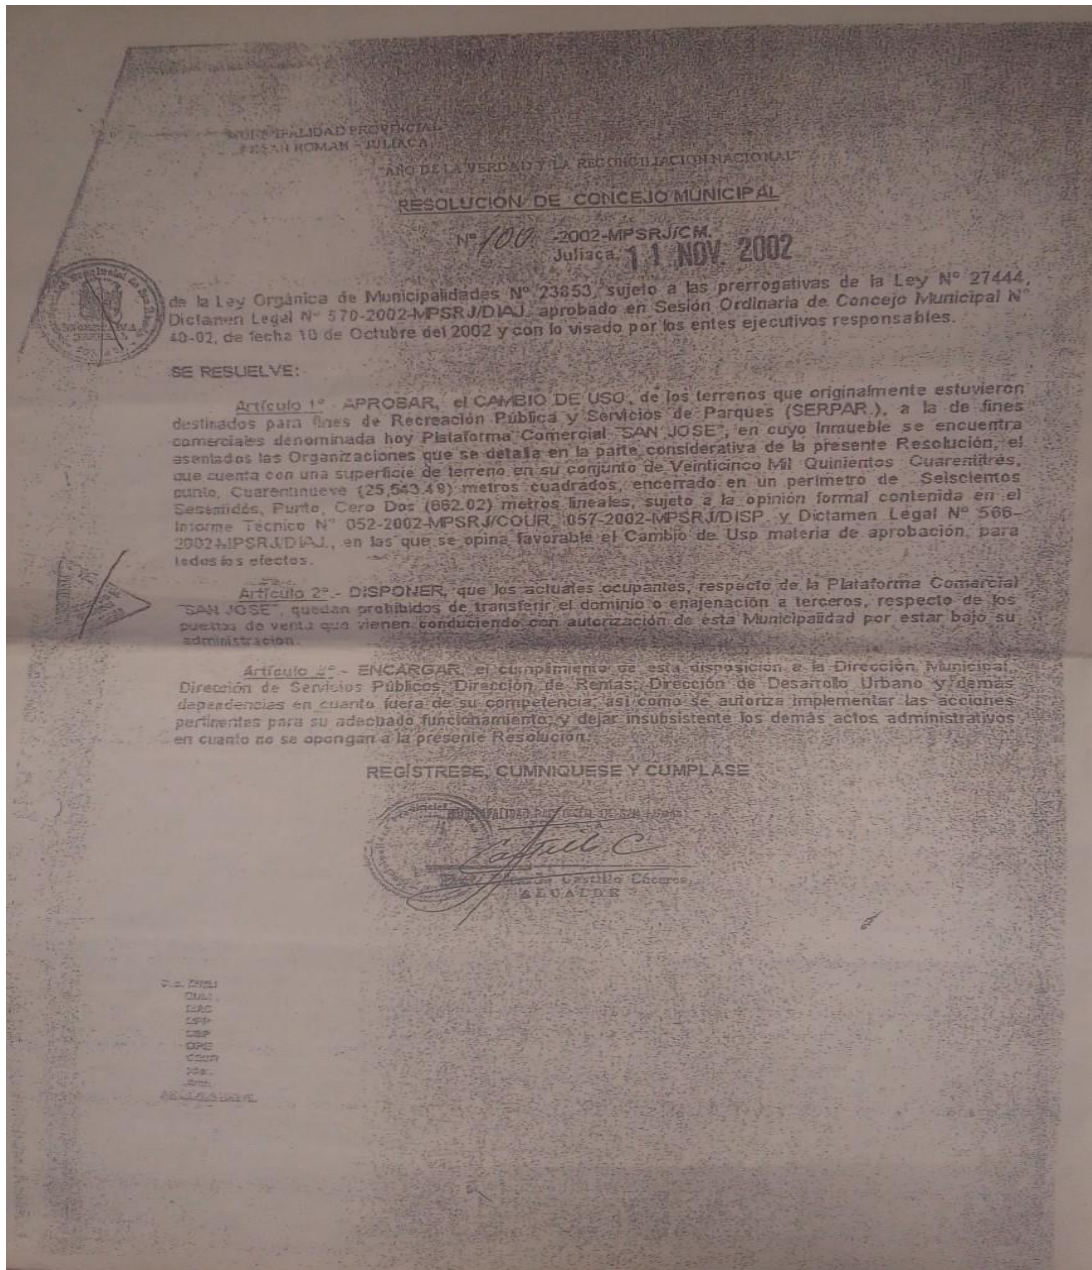 MUNICIPALIDAD PROVINCIAL
SAN ROMAN - JULIACA
"AÑO DE LA VERDAD Y LA RECONCILIACION NACIONAL"
RESOLUCIÓN DE CONCEJO MUNICIPAL
Nº 100 -2002-MPSRJ/CM.
Juliaca, 11 NOV. 2002
de la Ley Orgánica de Municipalidades Nº 23853, sujeto a las prerrogativas de la Ley Nº 27444,
Dictamen Legal Nº 570-2002-MPSRJ/DIAJ, aprobado en Sesión Ordinaria de Concejo Municipal Nº
40-02, de fecha 10 de Octubre del 2002 y con lo visado por los entes ejecutivos responsables.
SE RESUELVE:
Artículo 1º - APROBAR, el CAMBIO DE USO, de los terrenos que originalmente estuvieron
destinados para fines de Recreación Pública y Servicios de Parques (SERPAR.), a la de fines
comerciales denominada hoy Plataforma Comercial "SAN JOSE", en cuyo Inmueble se encuentra
asentados las Organizaciones que se detalla en la parte considerativa de la presente Resolución, el
que cuenta con una superficie de terreno en su conjunto de Veinticinco Mil Quinientos Cuarentitrés,
punto, Cuarentinueve (25,543.49) metros cuadrados, encerrado en un perímetro de Seiscientos
Sesentidós, Punto, Cero Dos (662.02) metros lineales, sujeto a la opinión formal contenida en el
Informe Técnico Nº 052-2002-MPSRJ/COUR, 057-2002-MPSRJ/DISP y Dictamen Legal Nº 566-
2002-MPSRJ/DIAJ., en las que se opina favorable el Cambio de Uso materia de aprobación, para
todos los efectos.
Artículo 2º.- DISPONER, que los actuales ocupantes, respecto de la Plataforma Comercial
"SAN JOSE", quedan prohibidos de transferir el dominio o enajenación a terceros, respecto de los
puestos de venta que vienen conduciendo con autorización de ésta Municipalidad por estar bajo su
administración.
Artículo - ENCARGAR, el cumplimiento de esta disposición a la Dirección Municipal,
Dirección de Servicios Públicos, Dirección de Rentas, Dirección de Desarrollo Urbano y demás
dependencias en cuanto fuera de su competencia, así como se autoriza implementar las acciones
pertinentes para su adecuado funcionamiento, y dejar insubsistente los demás actos administrativos
en cuanto no se opongan a la presente Resolución.
REGÍSTRESE, CUMNIQUESE Y CUMPLASE
Castillo C
Castillo Cáceres
ALCALDE